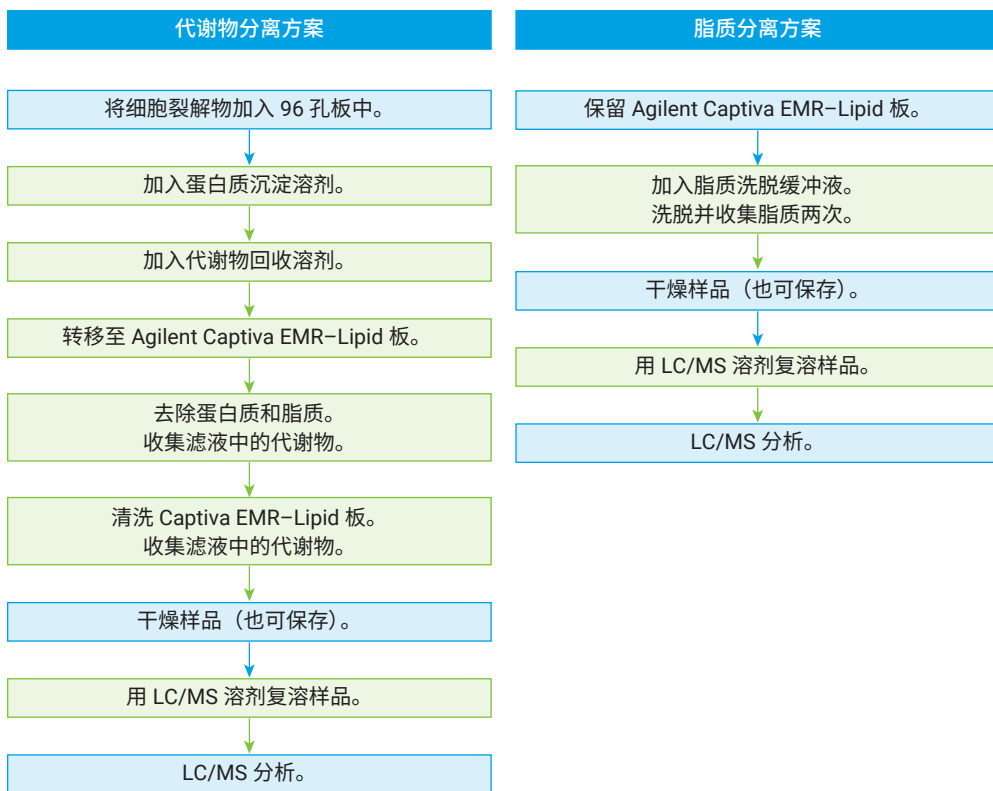 代谢物分离方案
将细胞裂解物加入 96 孔板中。
加入蛋白质沉淀溶剂。
加入代谢物回收溶剂。
转移至 Agilent Captiva EMR–Lipid 板。
去除蛋白质和脂质。
收集滤液中的代谢物。
清洗 Captiva EMR–Lipid 板。
收集滤液中的代谢物。
干燥样品（也可保存）。
用 LC/MS 溶剂复溶样品。
LC/MS 分析。
脂质分离方案
保留 Agilent Captiva EMR–Lipid 板。
加入脂质洗脱缓冲液。
洗脱并收集脂质两次。
干燥样品（也可保存）。
用 LC/MS 溶剂复溶样品。
LC/MS 分析。